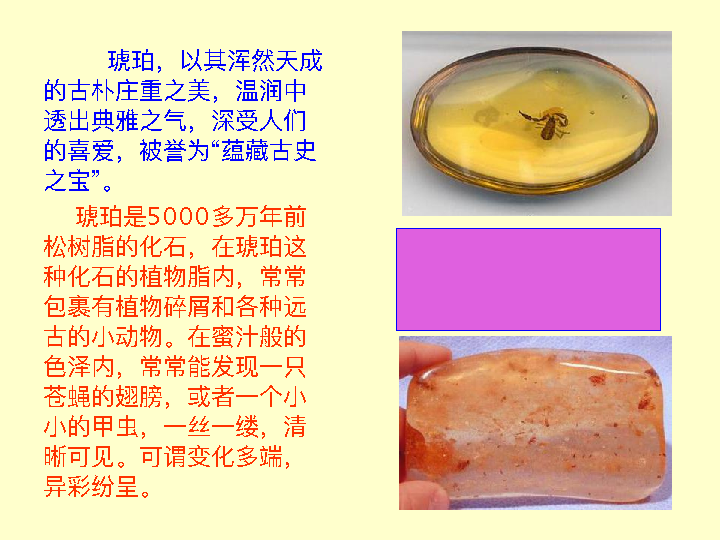 琥珀，以其浑然天成
的古朴庄重之美，温润中
透出典雅之气，深受人们
的喜爱，被誉为“蕴藏古史
之宝”。
琥珀是5000多万年前
松树脂的化石，在琥珀这
种化石的植物脂内，常常
包裹有植物碎屑和各种远
古的小动物。在蜜汁般的
色泽内，常常能发现一只
苍蝇的翅膀，或者一个小
小的甲虫，一丝一缕，清
晰可见。可谓变化多端，
异彩纷呈。